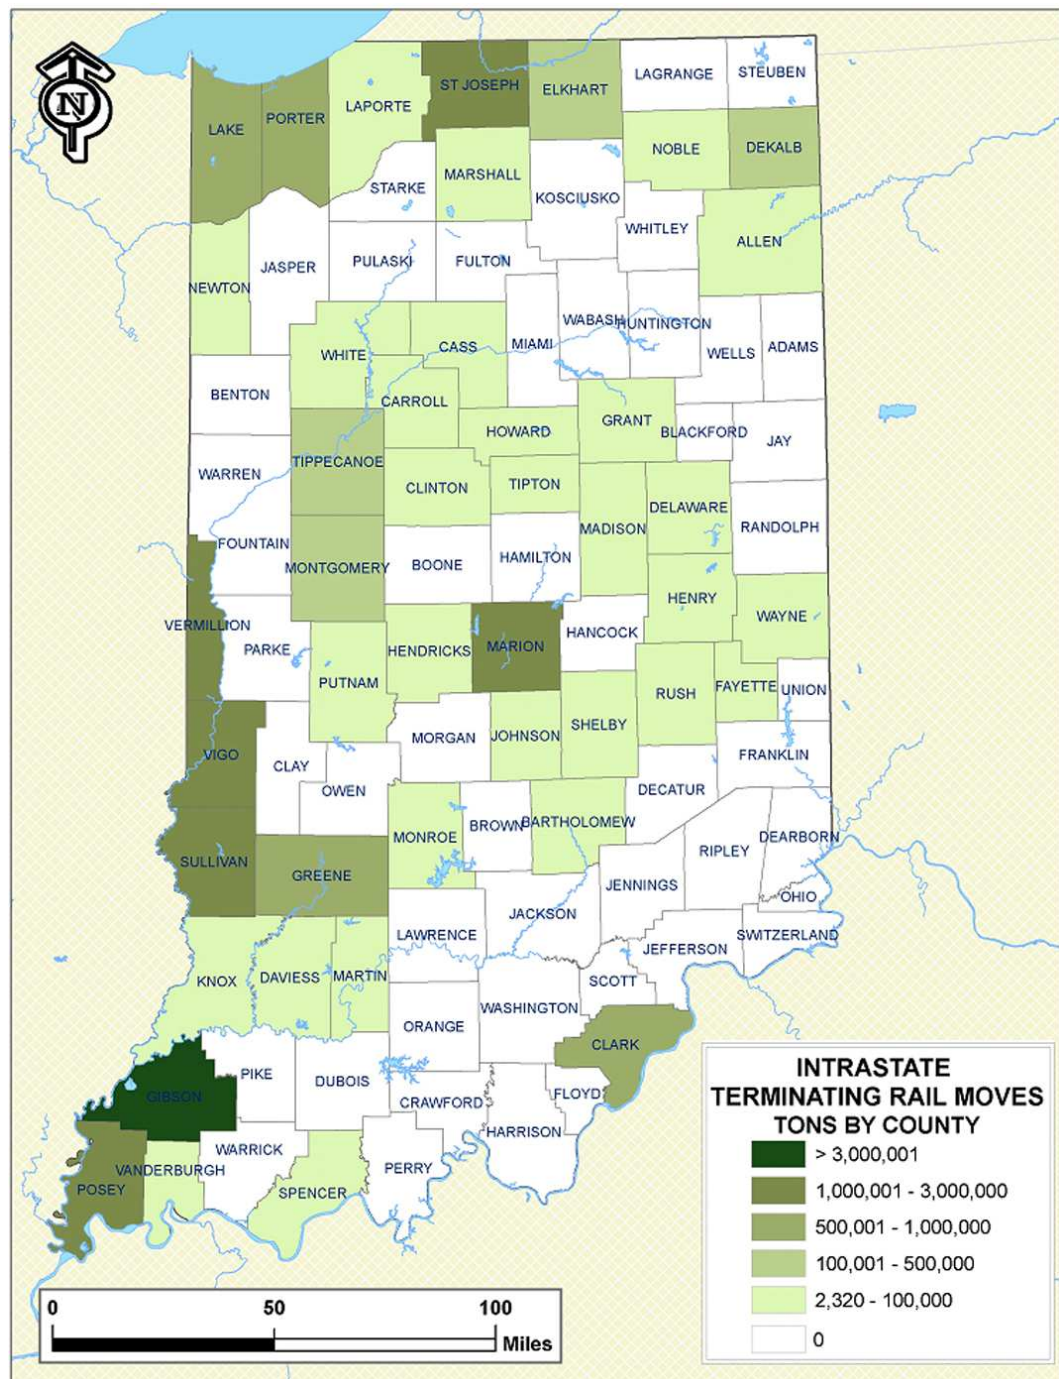 N
ST JOSEPH
LAGRANGE
STEUBEN
ELKHART
LAPORTE
PORTER
LAKE
NOBLE
DEKALB
STARKE
MARSHALL
KOSCIUSKO
WHITLEY
ALLEN
JASPER
PULASKI
FULTON
NEWTON
WABASH
HUNTINGTON
MIAMI
WHITE
CASS
WELLS
ADAMS
BENTON
CARROLL
HOWARD
GRANT
BLACKFORD
JAY
WARREN
TIPPECANOE
CLINTON
TIPTON
MADISON
DELAWARE
RANDOLPH
FOUNTAIN
MONTGOMERY
BOONE
HAMILTON
HENRY
WAYNE
VERMILLION
PARKE
HENDRICKS
MARION
HANCOCK
PUTNAM
RUSH
FAYETTE
UNION
VIGO
CLAY
MORGAN
JOHNSON
SHELBY
FRANKLIN
OWEN
DECATUR
MONROE
BROWN
BARTHOLOMEW
DEARBORN
RIPLEY
SULLIVAN
GREENE
JENNINGS
OHIO
JACKSON
LAWRENCE
SWITZERLAND
JEFFERSON
KNOX
DAVIESS
MARTIN
SCOTT
WASHINGTON
ORANGE
CLARK
PIKE
DUBOIS
GIBSON
CRAWFORD
FLOYD
HARRISON
WARRICK
VANDERBURGH
PERRY
POSEY
SPENCER
INTRASTATE
TERMINATING RAIL MOVES
TONS BY COUNTY
> 3,000,001
1,000,001 - 3,000,000
500,001 - 1,000,000
100,001 - 500,000
2,320 - 100,000
0
0 50 100
Miles